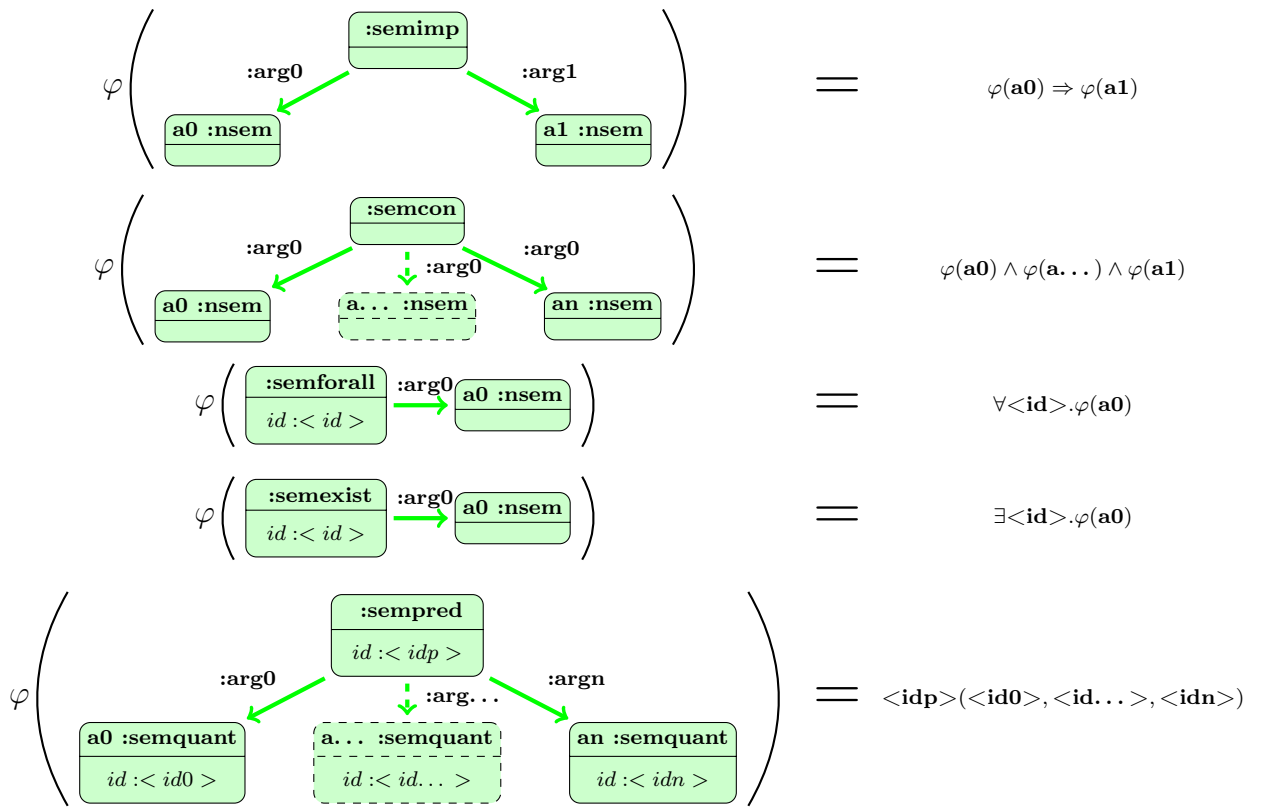 :semimp
:arg0 :arg1
φ ( ) = φ(a0) ⇒ φ(a1)
a0 :nsem a1 :nsem
:semcon
:arg0 :arg0 :arg0
φ ( ) = φ(a0) ∧ φ(a...) ∧ φ(a1)
a0 :nsem a... :nsem an :nsem
:semforall :arg0 a0 :nsem
φ ( id :< id > ) = ∀<id>.φ(a0)
:semexist :arg0 a0 :nsem
φ ( id :< id > ) = ∃<id>.φ(a0)
:sempred
id :< idp >
:arg0 :arg... :argn
φ ( ) = <idp>(<id0>, <id...>, <idn>)
a0 :semquant a... :semquant an :semquant
id :< id0 > id :< id... > id :< idn >